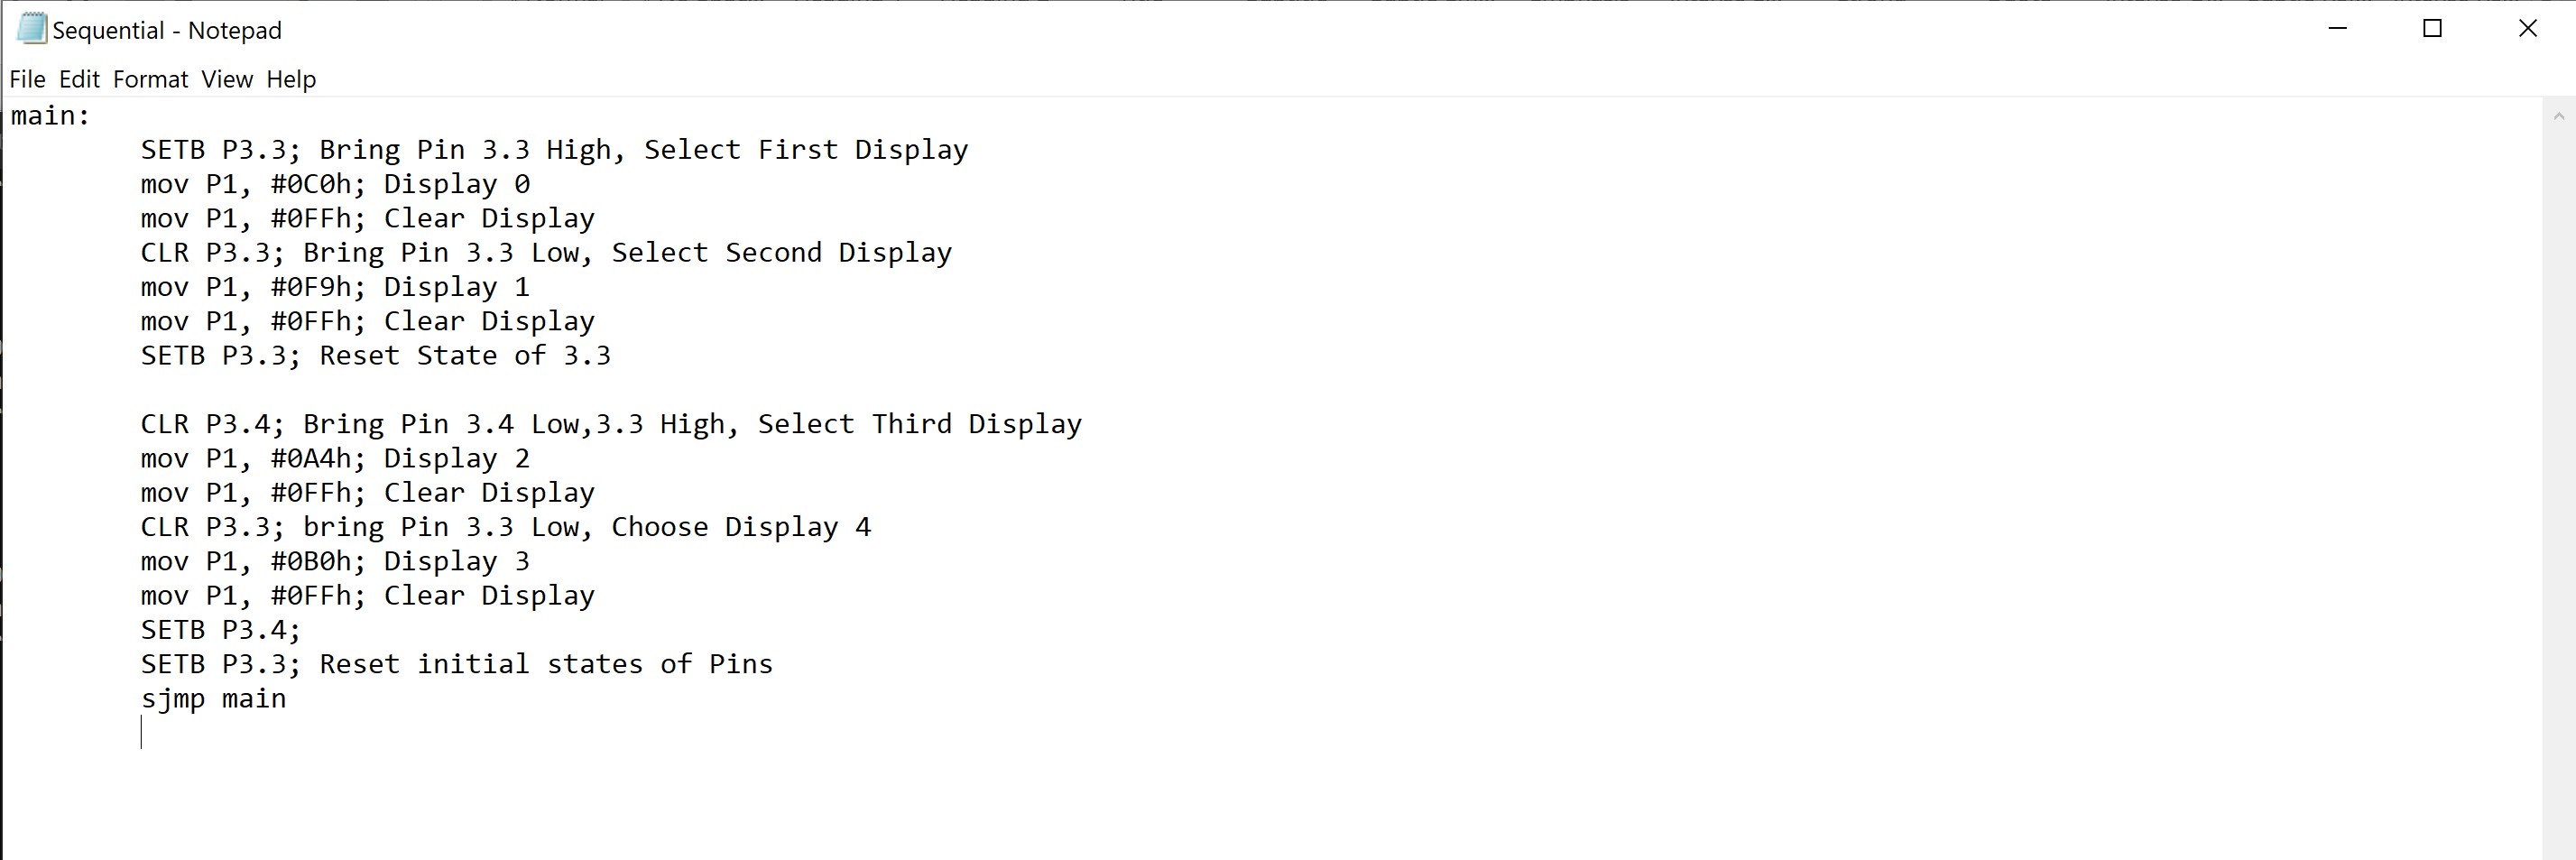 Sequential - Notepad
File Edit Format View Help
main:
SETB P3.3; Bring Pin 3.3 High, Select First Display
mov P1, #0C0h; Display 0
mov P1, #0FFh; Clear Display
CLR P3.3; Bring Pin 3.3 Low, Select Second Display
mov P1, #0F9h; Display 1
mov P1, #0FFh; Clear Display
SETB P3.3; Reset State of 3.3
CLR P3.4; Bring Pin 3.4 Low,3.3 High, Select Third Display
mov P1, #0A4h; Display 2
mov P1, #0FFh; Clear Display
CLR P3.3; bring Pin 3.3 Low, Choose Display 4
mov P1, #0B0h; Display 3
mov P1, #0FFh; Clear Display
SETB P3.4;
SETB P3.3; Reset initial states of Pins
sjmp main